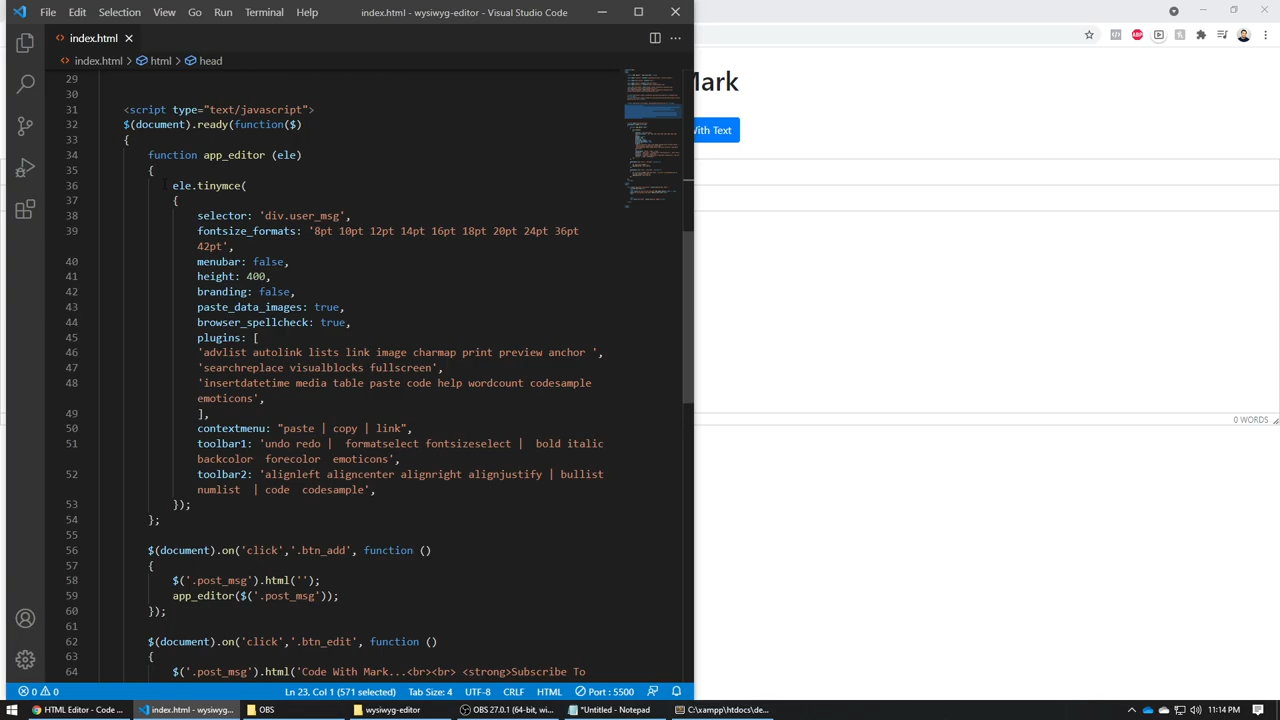 File Edit Selection View Go Run Terminal Help index.html - wysiwyg-editor - Visual Studio Code
index.html
index.html > html > head
Mark
With Text
29
30
31 <script type="text/javascript">
32 $(document).ready(function($)
33 {
34 function app_editor (ele)
35
36 ele.tinymce(
37 {
38 selector: 'div.user_msg',
39 fontsize_formats: '8pt 10pt 12pt 14pt 16pt 18pt 20pt 24pt 36pt
42pt',
40 menubar: false,
41 height: 400,
42 branding: false,
43 paste_data_images: true,
44 browser_spellcheck: true,
45 plugins: [
46 'advlist autolink lists link image charmap print preview anchor ',
47 'searchreplace visualblocks fullscreen',
48 'insertdatetime media table paste code help wordcount codesample
emoticons',
49 ],
50 contextmenu: "paste | copy | link",
51 toolbar1: 'undo redo | formatselect fontsizeselect | bold italic
backcolor forecolor emoticons',
52 toolbar2: 'alignleft aligncenter alignright alignjustify | bullist
numlist | code codesample',
53 });
54 };
55
56 $(document).on('click','.btn_add', function ()
57 {
58 $('.post_msg').html('');
59 app_editor($('.post_msg'));
60 });
61
62 $(document).on('click','.btn_edit', function ()
63 {
64 $('.post_msg').html('Code With Mark...<br><br> <strong>Subscribe To
0 WORDS
0 0 Ln 23, Col 1 (571 selected) Tab Size: 4 UTF-8 CRLF HTML Port : 5500
HTML Editor - Code ... index.html - wysiwyg... OBS wysiwyg-editor OBS 27.0.1 (64-bit, wi... *Untitled - Notepad C:\xampp\htdocs\de... 11:14 PM